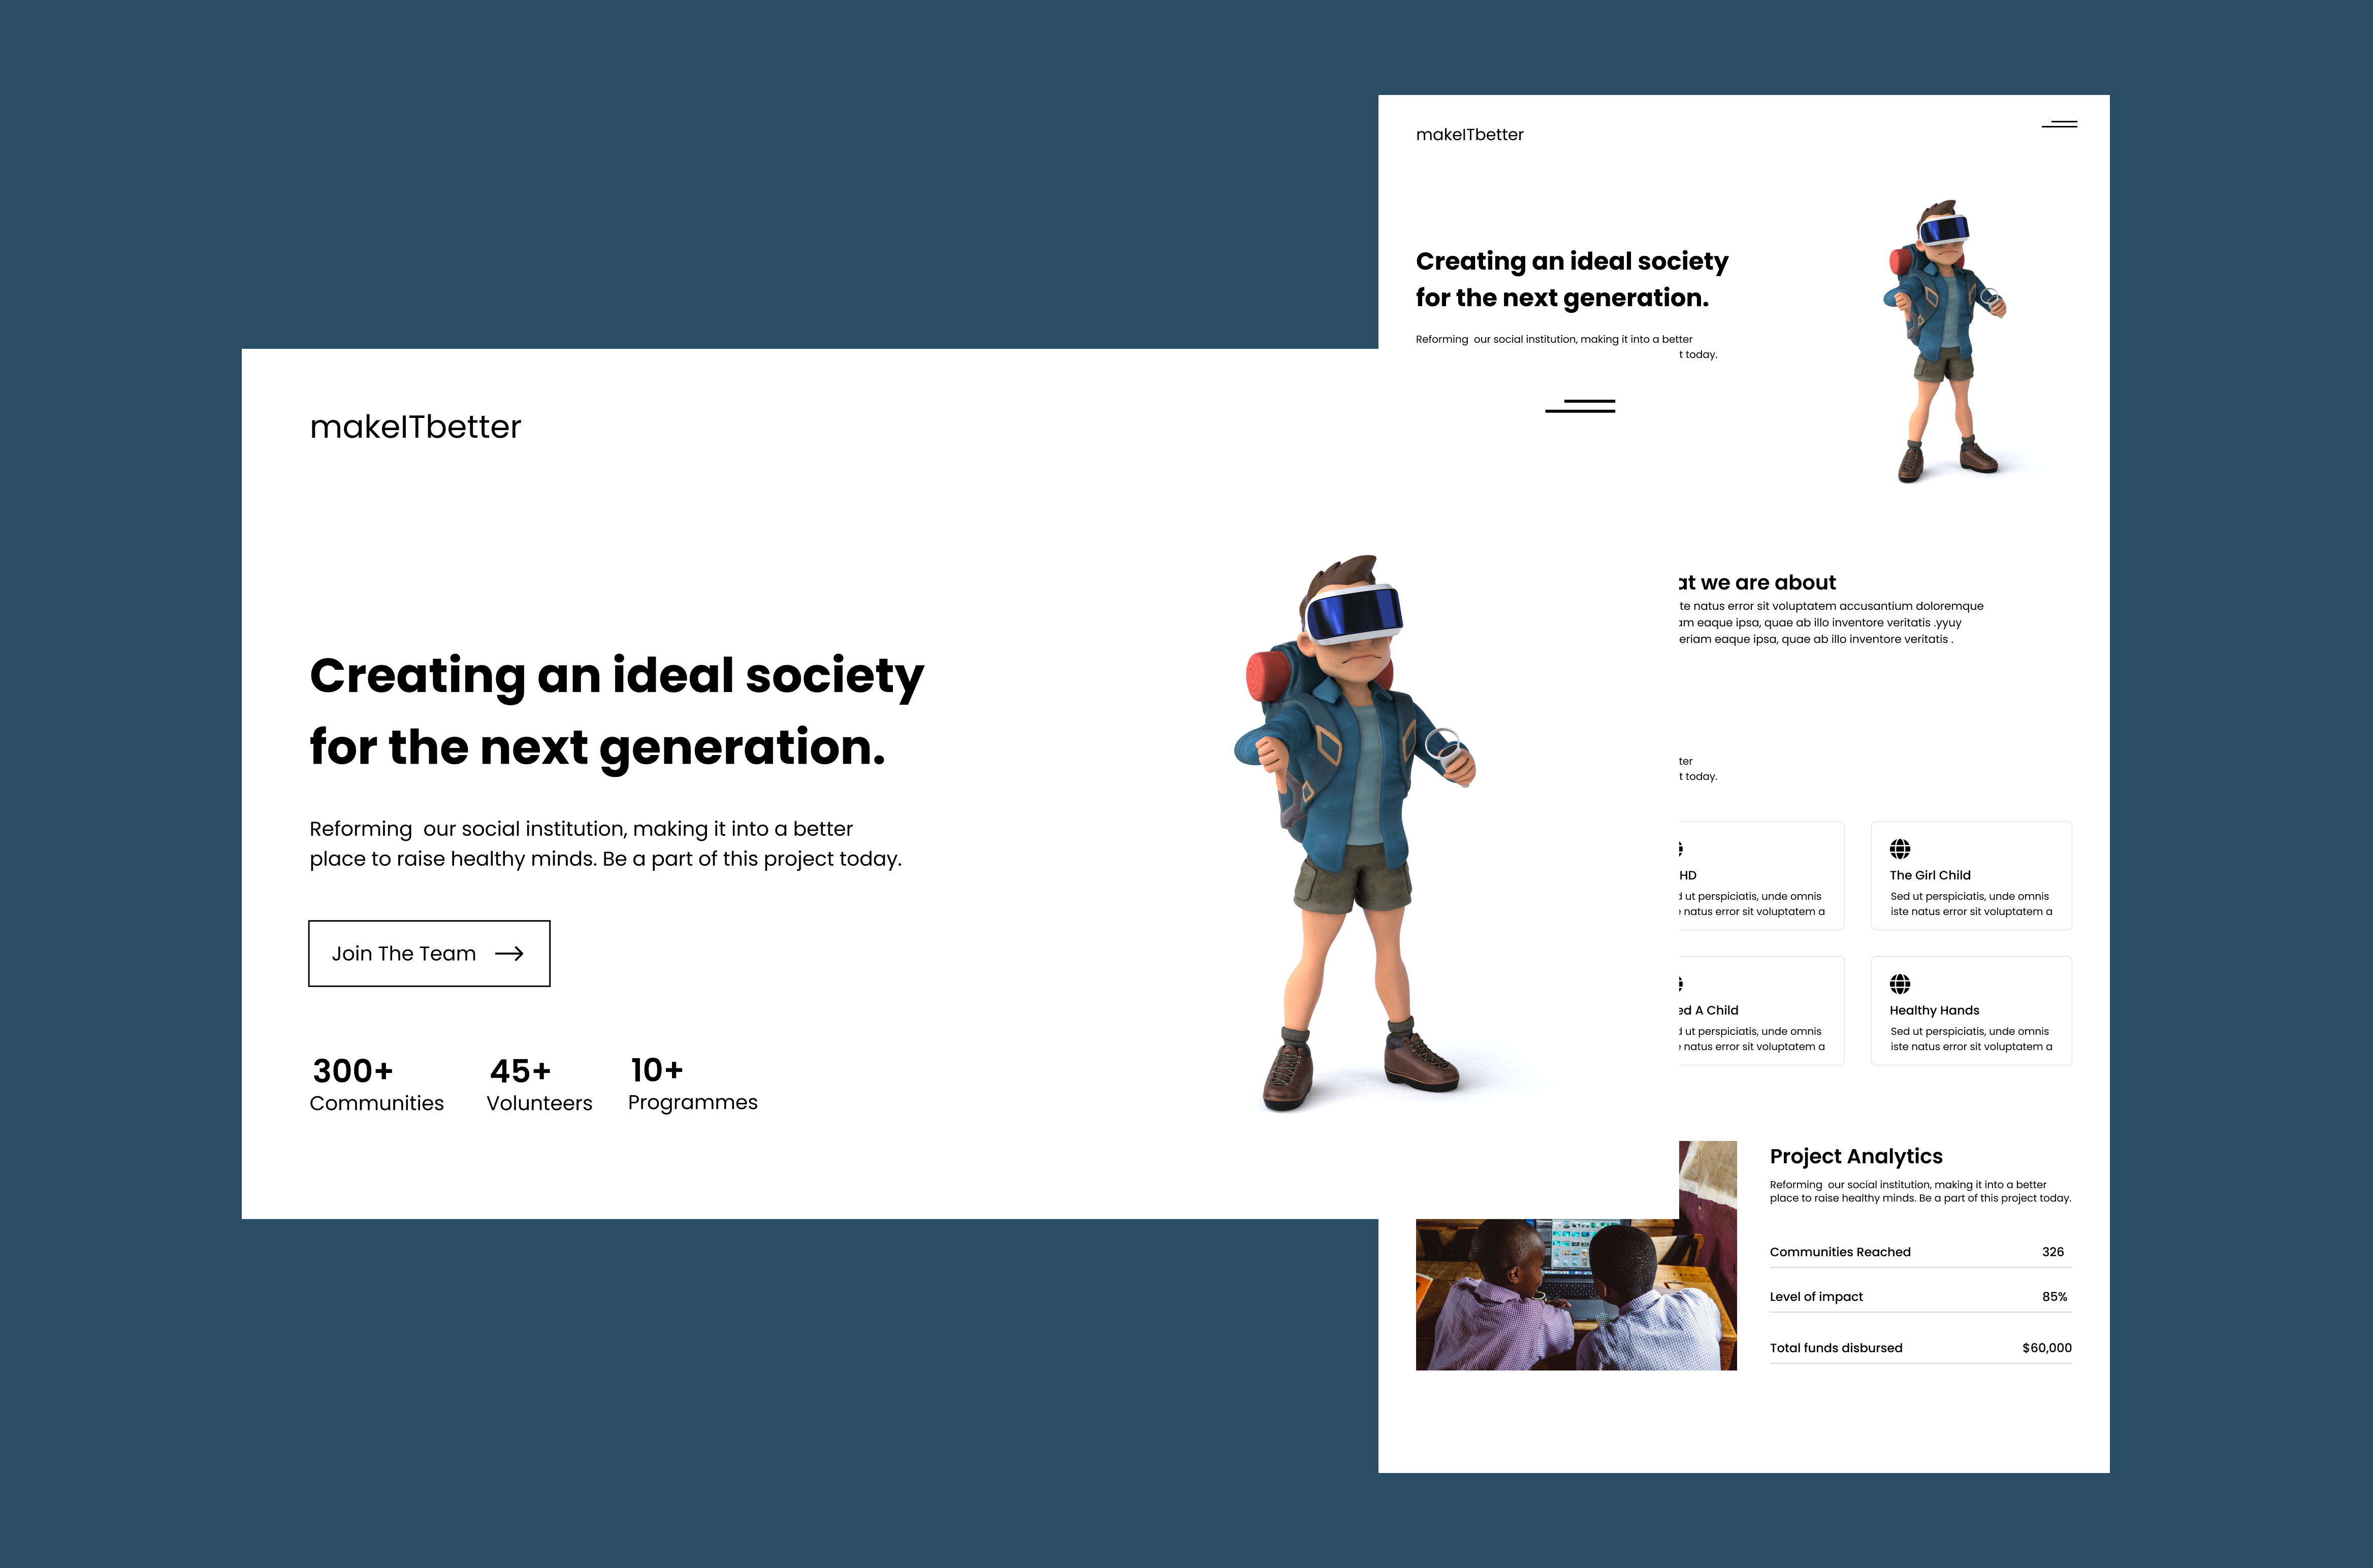 makeITbetter
Creating an ideal society
for the next generation.
Reforming our social institution, making it into a better
place to raise healthy minds. Be a part of this project today.
Join The Team
300+
Communities
45+
Volunteers
10+
Programmes
makeITbetter
Creating an ideal society
for the next generation.
Reforming our social institution, making it into a better
today.
we are about
natus error sit voluptatem accusantium doloremque
eaque ipsa, quae ab illo inventore veritatis .yyuy
eaque ipsa, quae ab illo inventore veritatis .
today.
HD
ut perspiciatis, unde omnis
natus error sit voluptatem a
The Girl Child
Sed ut perspiciatis, unde omnis
iste natus error sit voluptatem a
A Child
ut perspiciatis, unde omnis
natus error sit voluptatem a
Healthy Hands
Sed ut perspiciatis, unde omnis
iste natus error sit voluptatem a
Project Analytics
Reforming our social institution, making it into a better
place to raise healthy minds. Be a part of this project today.
Communities Reached 326
Level of impact 85%
Total funds disbursed $60,000